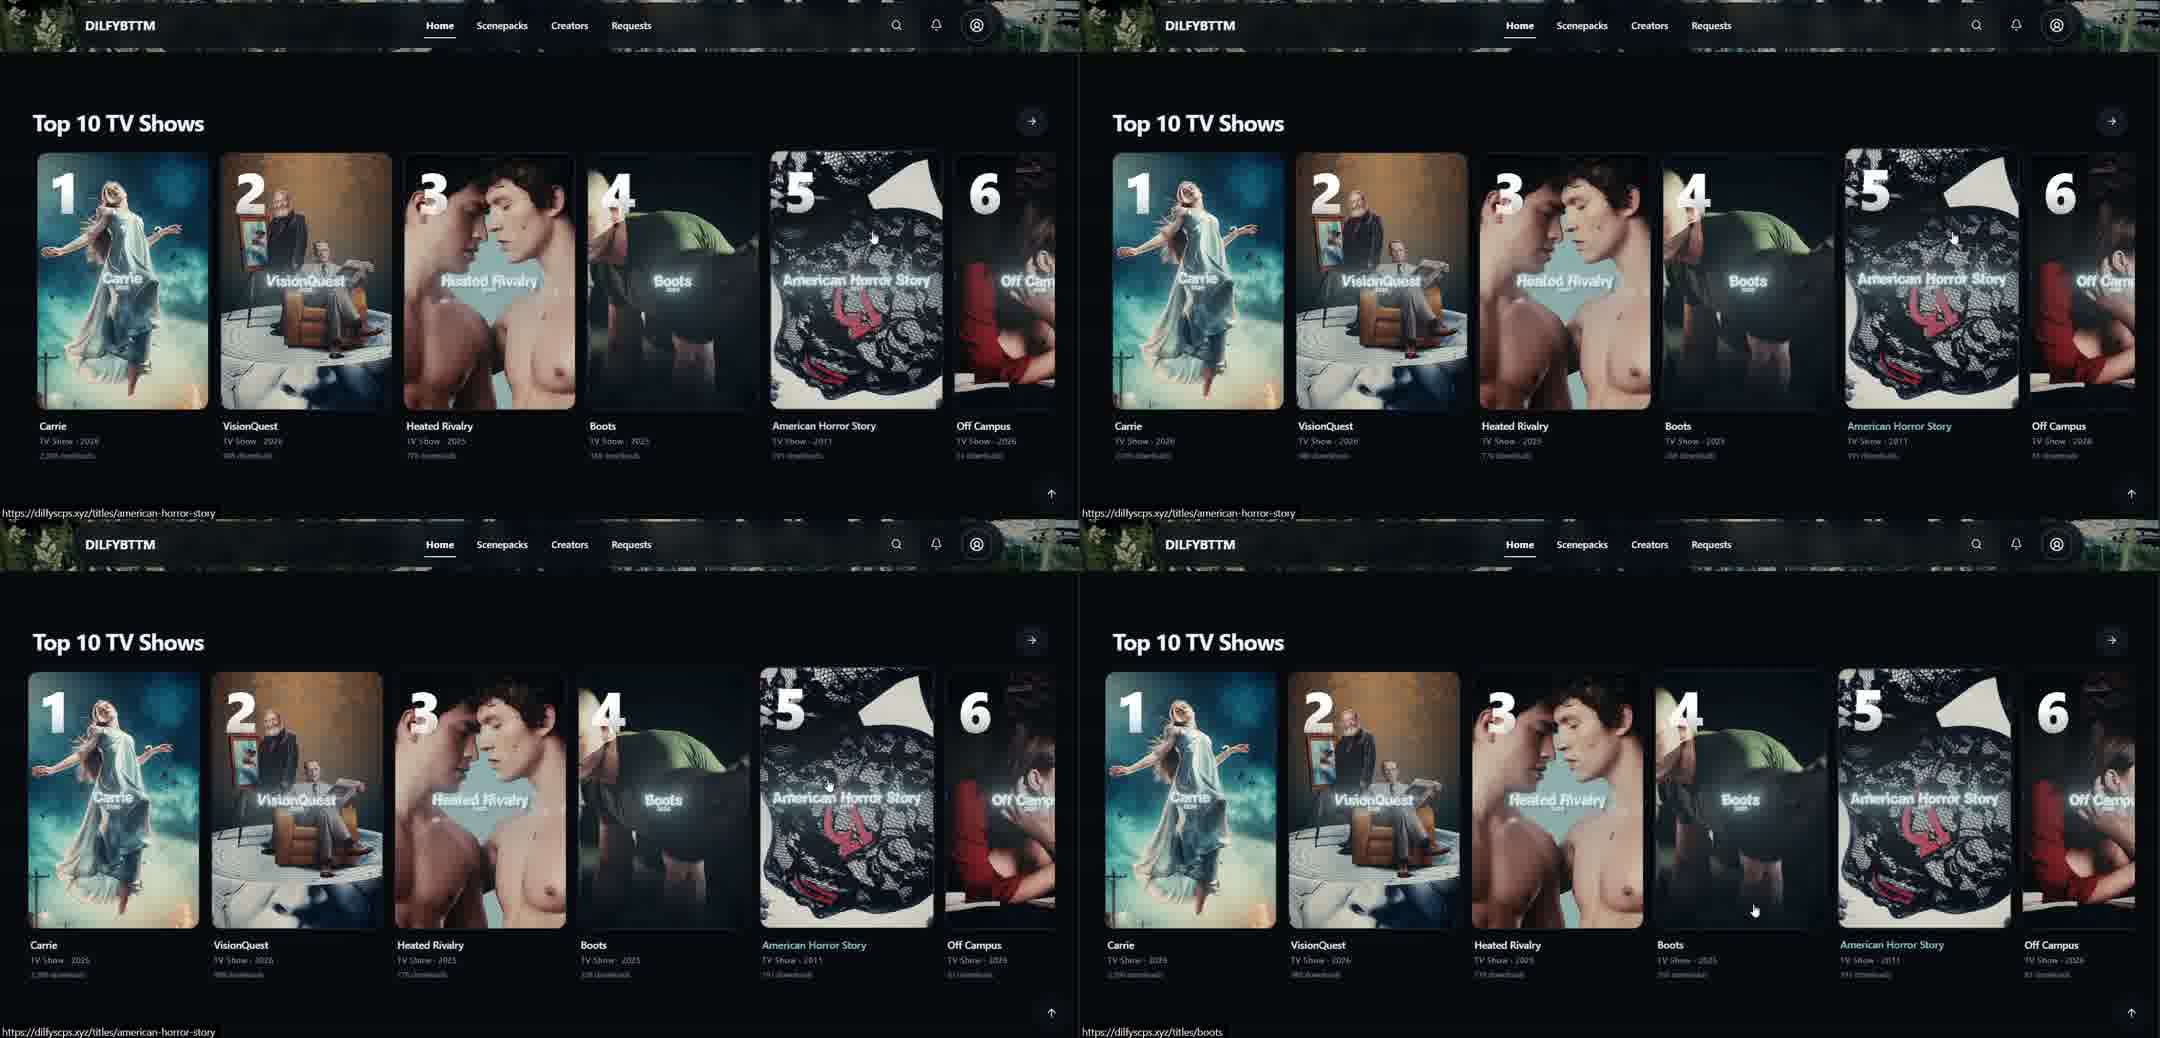 DILFYBTTM Home Scenepacks Creators Requests
Top 10 TV Shows
1 2 3 4 5 6
Carrie VisionQuest Heated Rivalry Boots American Horror Story Off Cam
Carrie VisionQuest Heated Rivalry Boots American Horror Story Off Campus
TV Show · 2026 TV Show · 2026 TV Show · 2025 TV Show · 2025 TV Show · 2011 TV Show · 2026
https://dilfyscps.xyz/titles/american-horror-story
DILFYBTTM Home Scenepacks Creators Requests
Top 10 TV Shows
1 2 3 4 5 6
Carrie VisionQuest Heated Rivalry Boots American Horror Story Off Cam
Carrie VisionQuest Heated Rivalry Boots American Horror Story Off Campus
TV Show · 2026 TV Show · 2026 TV Show · 2025 TV Show · 2025 TV Show · 2011 TV Show · 2026
https://dilfyscps.xyz/titles/american-horror-story
DILFYBTTM Home Scenepacks Creators Requests
Top 10 TV Shows
1 2 3 4 5 6
Carrie VisionQuest Heated Rivalry Boots American Horror Story Off Camp
Carrie VisionQuest Heated Rivalry Boots American Horror Story Off Campus
TV Show · 2026 TV Show · 2026 TV Show · 2025 TV Show · 2025 TV Show · 2011 TV Show · 2026
https://dilfyscps.xyz/titles/american-horror-story
DILFYBTTM Home Scenepacks Creators Requests
Top 10 TV Shows
1 2 3 4 5 6
Carrie VisionQuest Heated Rivalry Boots American Horror Story Off Camp
Carrie VisionQuest Heated Rivalry Boots American Horror Story Off Campus
TV Show · 2026 TV Show · 2026 TV Show · 2025 TV Show · 2025 TV Show · 2011 TV Show · 2026
https://dilfyscps.xyz/titles/boots